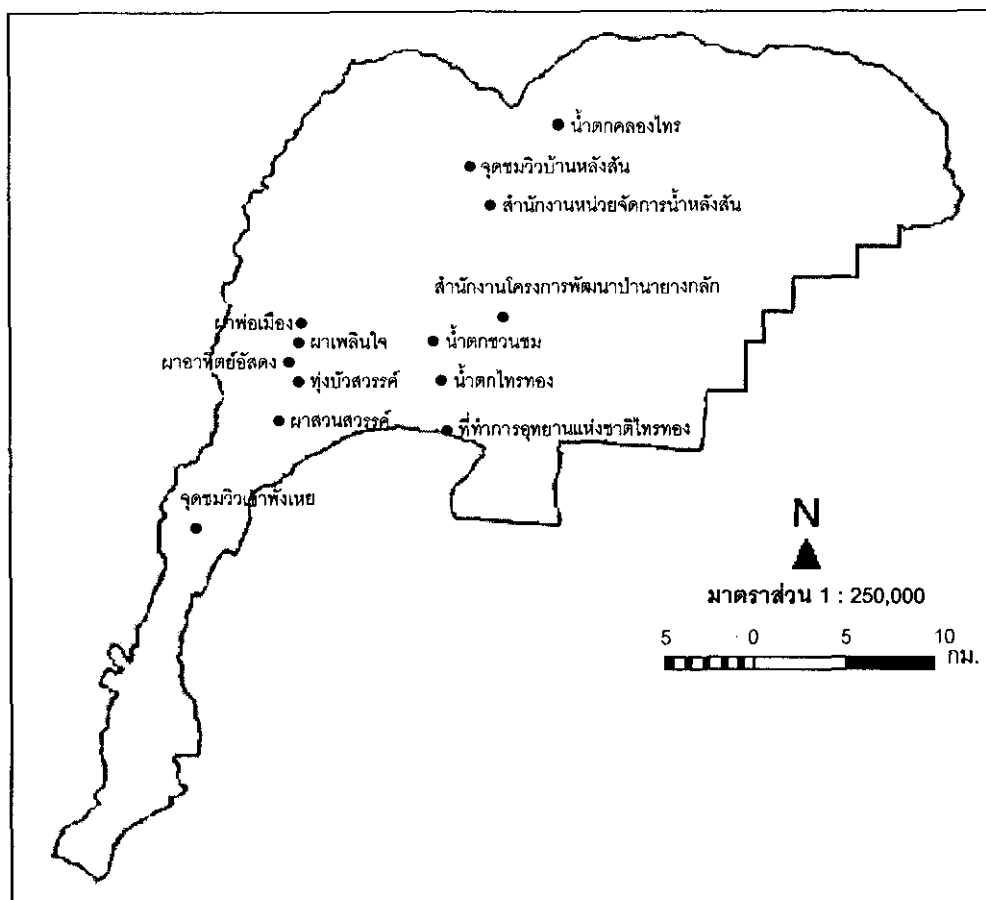 น้ำตกคลองไทร
จุดชมวิวบ้านหลังสัน
สำนักงานหน่วยจัดการน้ำหลังสัน
สำนักงานโครงการพัฒนาป่านายางกลัก
ผาพ่อเมือง
ผาเพลินใจ
น้ำตกชวนชม
ผาอาทิตย์อัสดง
ทุ่งบัวสวรรค์
น้ำตกไทรทอง
ผาสวนสวรรค์
ที่ทำการอุทยานแห่งชาติไทรทอง
จุดชมวิวเขาพังเหย
N
มาตราส่วน 1 : 250,000
5 0 5 10
กม.